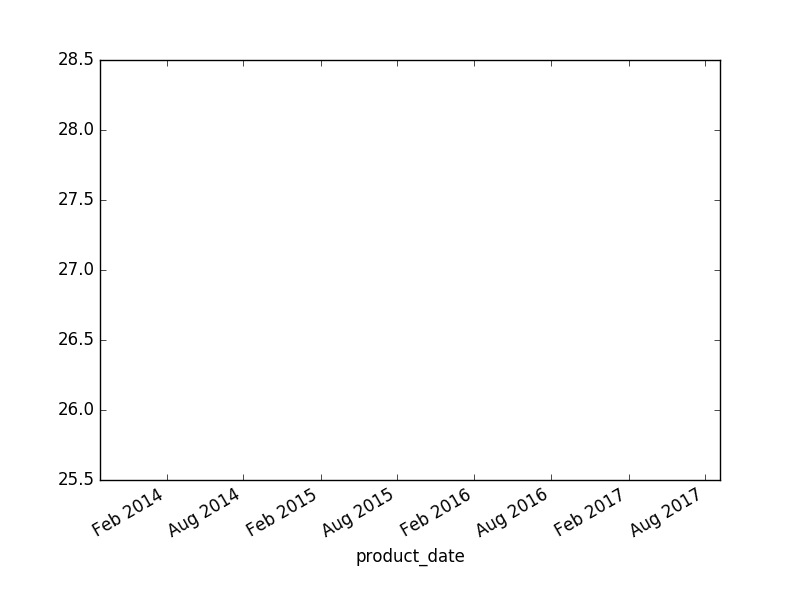 28.5
28.0
27.5
27.0
26.5
26.0
25.5
Feb 2014
Aug 2014
Feb 2015
Aug 2015
Feb 2016
Aug 2016
Feb 2017
Aug 2017
product_date